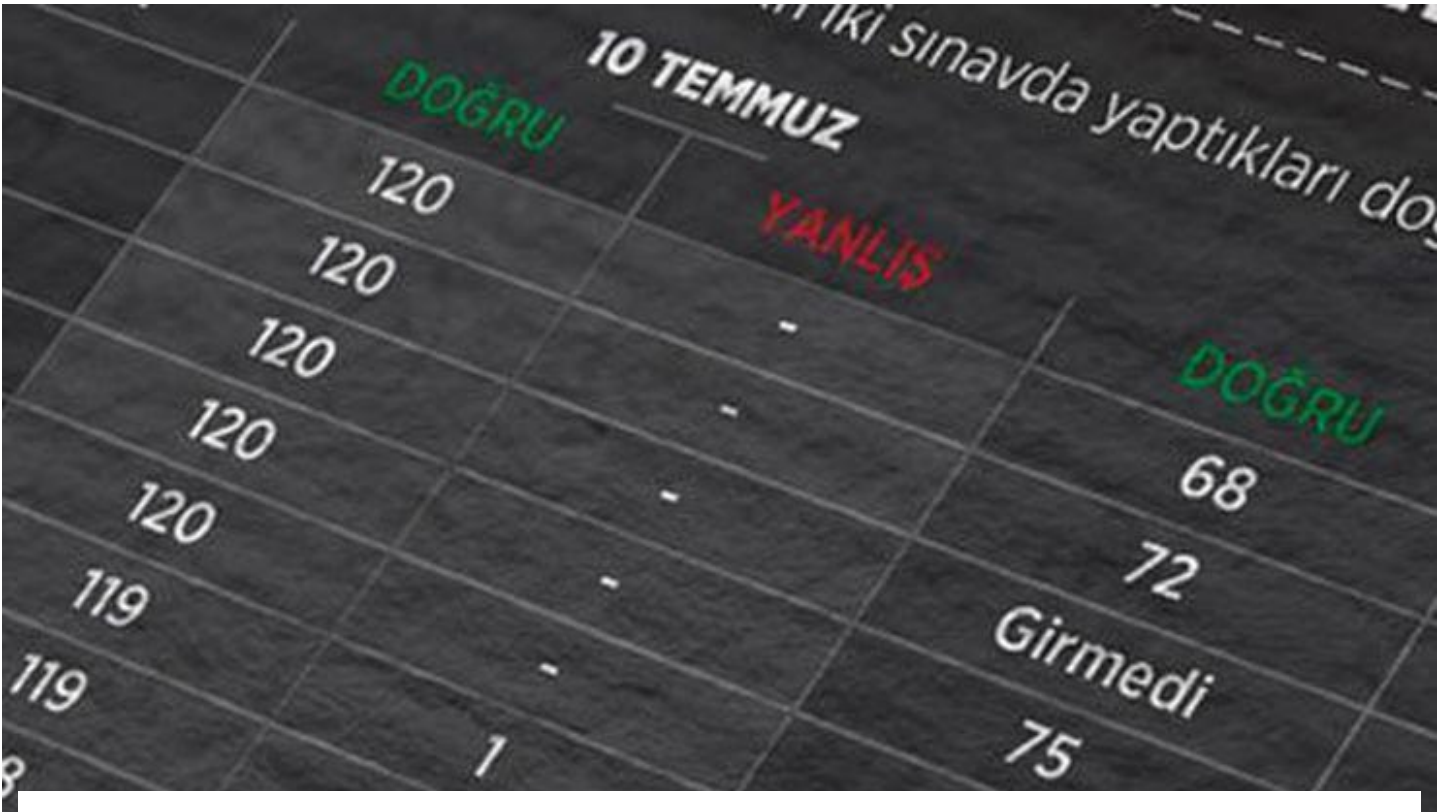 iki sınavda yaptıkları
10 TEMMUZ
DOĞRU YANLIŞ DOĞRU
120 - 68
120 - 72
120 - Girmedi
120 - 75
120 -
119 1
119